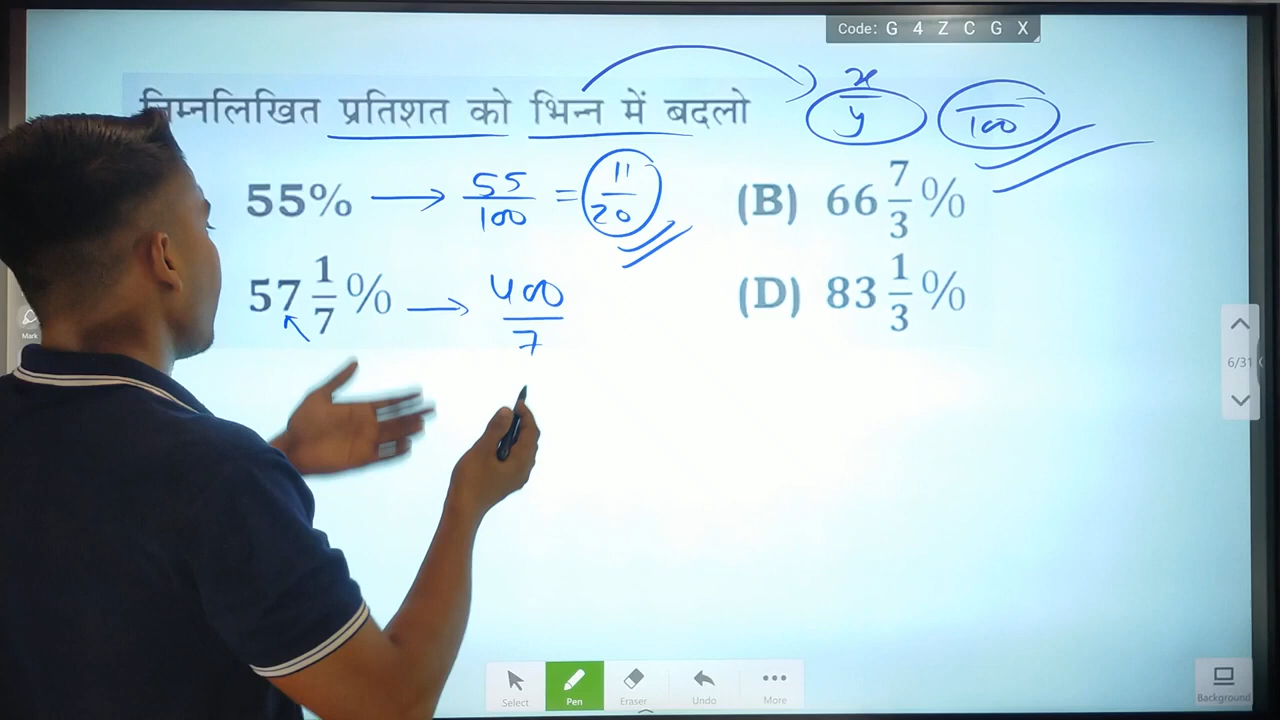 Code: G 4 Z C G X
निम्नलिखित प्रतिशत को भिन्न में बदलो
x/y
/100
55% → 55/100 = 11/20
(B) 66 7/3%
57 1/7% → 400/7
(D) 83 1/3%
Mark
6/31
Select
Pen
Eraser
Undo
More
Background